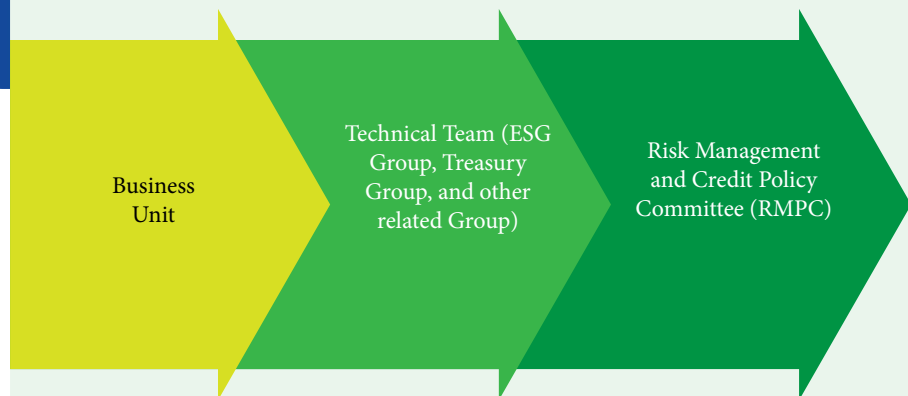 Business
Unit
Technical Team (ESG
Group, Treasury
Group, and other
related Group)
Risk Management
and Credit Policy
Committee (RMPC)